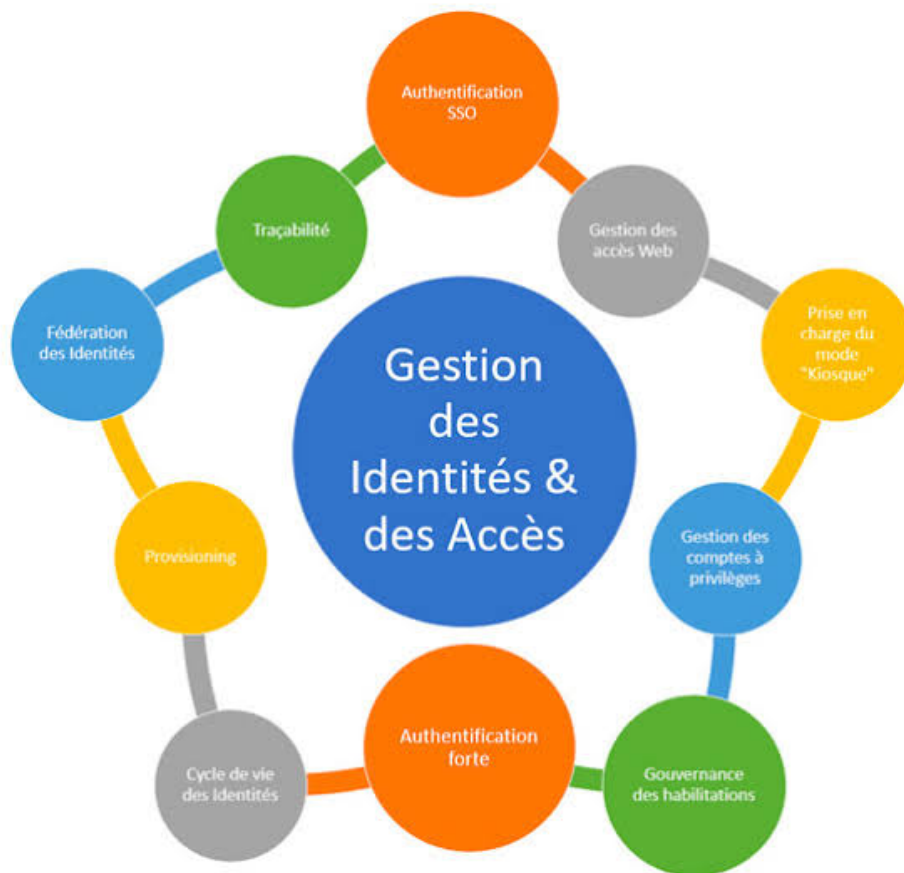 Authentification
SSO
Gestion des
accès Web
Prise en
charge du
mode
"Kiosque"
Gestion des
comptes à
privilèges
Gouvernance
des habilitations
Authentification
forte
Cycle de vie
des Identités
Provisioning
Fédération
des Identités
Traçabilité
Gestion
des
Identités &
des Accès